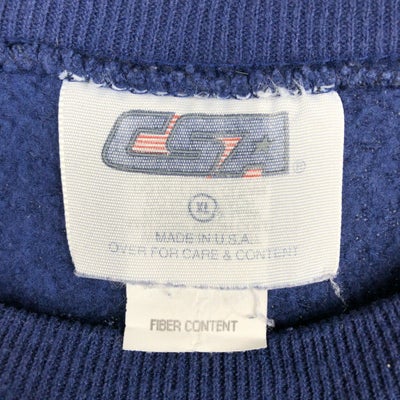 CSA
®
XL
MADE IN U.S.A.
OVER FOR CARE & CONTENT
FIBER CONTENT